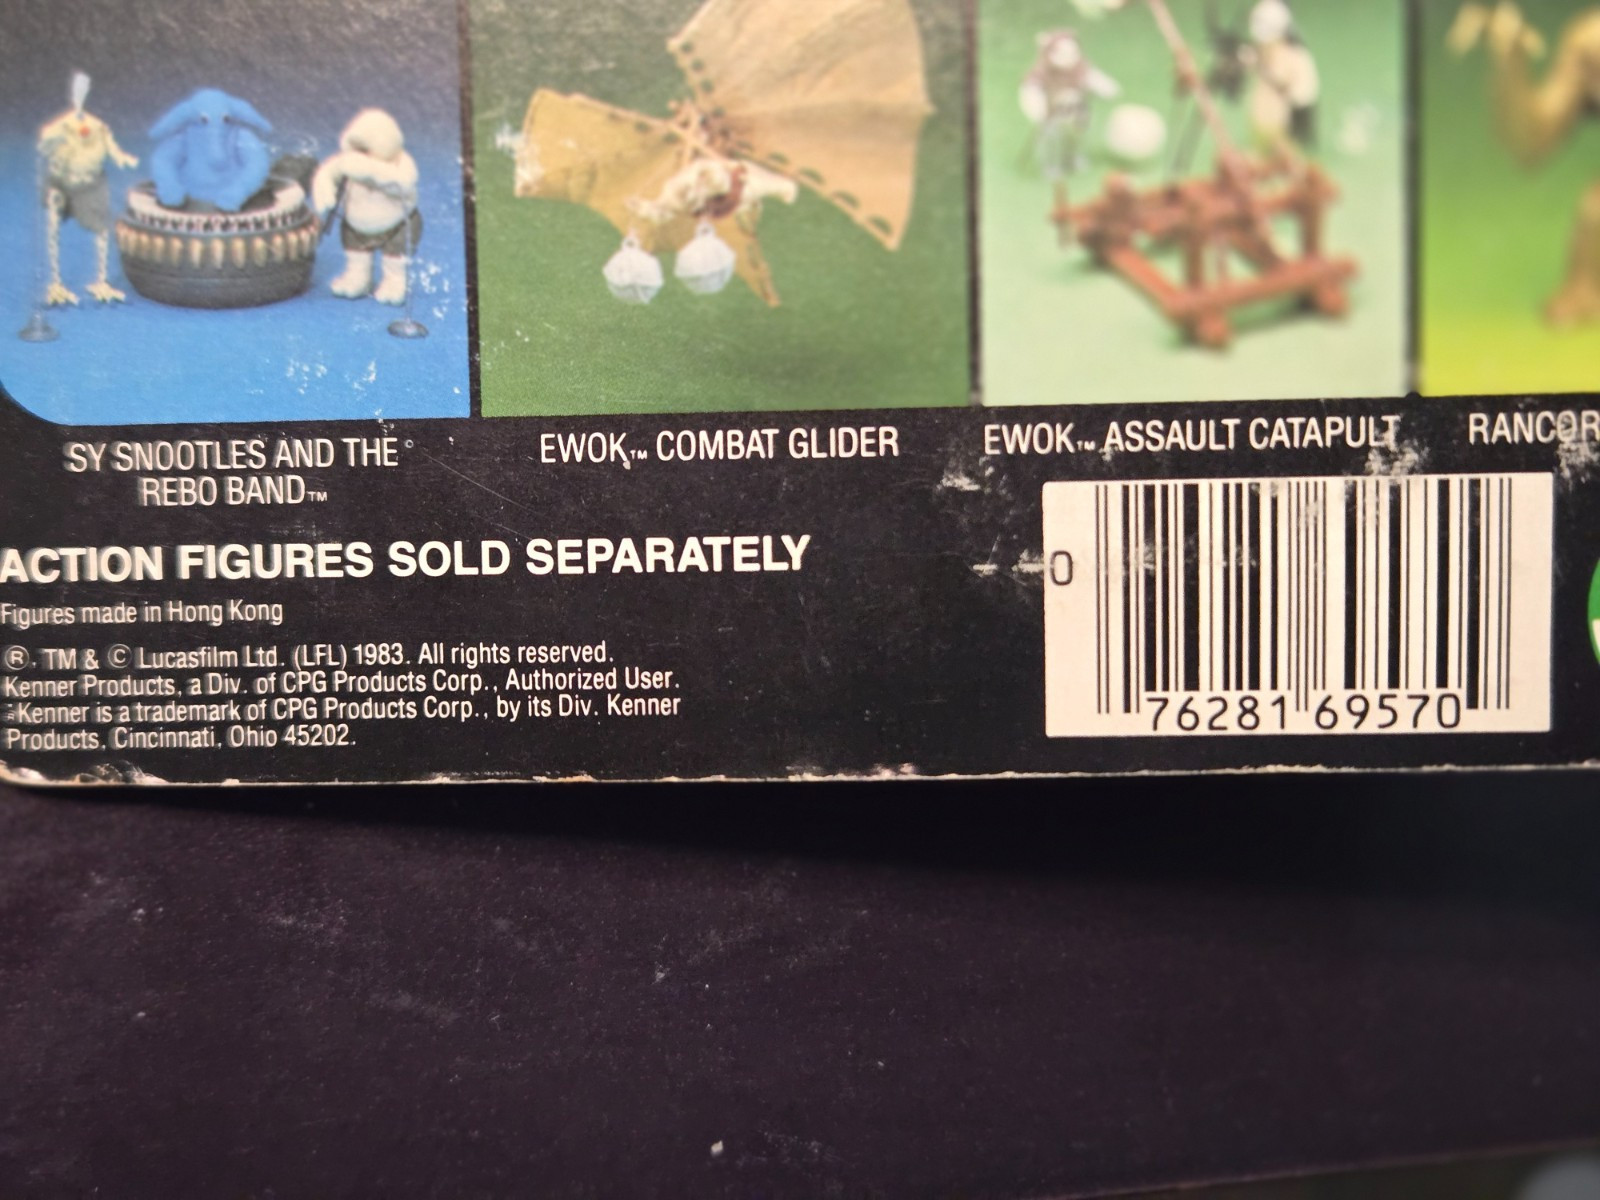 SY SNOOTLES AND THE
REBO BAND™
EWOK™ COMBAT GLIDER
EWOK™ ASSAULT CATAPULT
RANCOR
ACTION FIGURES SOLD SEPARATELY
Figures made in Hong Kong
®, TM & © Lucasfilm Ltd. (LFL) 1983. All rights reserved.
Kenner Products, a Div. of CPG Products Corp., Authorized User.
Kenner is a trademark of CPG Products Corp., by its Div. Kenner
Products, Cincinnati, Ohio 45202.
0 76281 69570